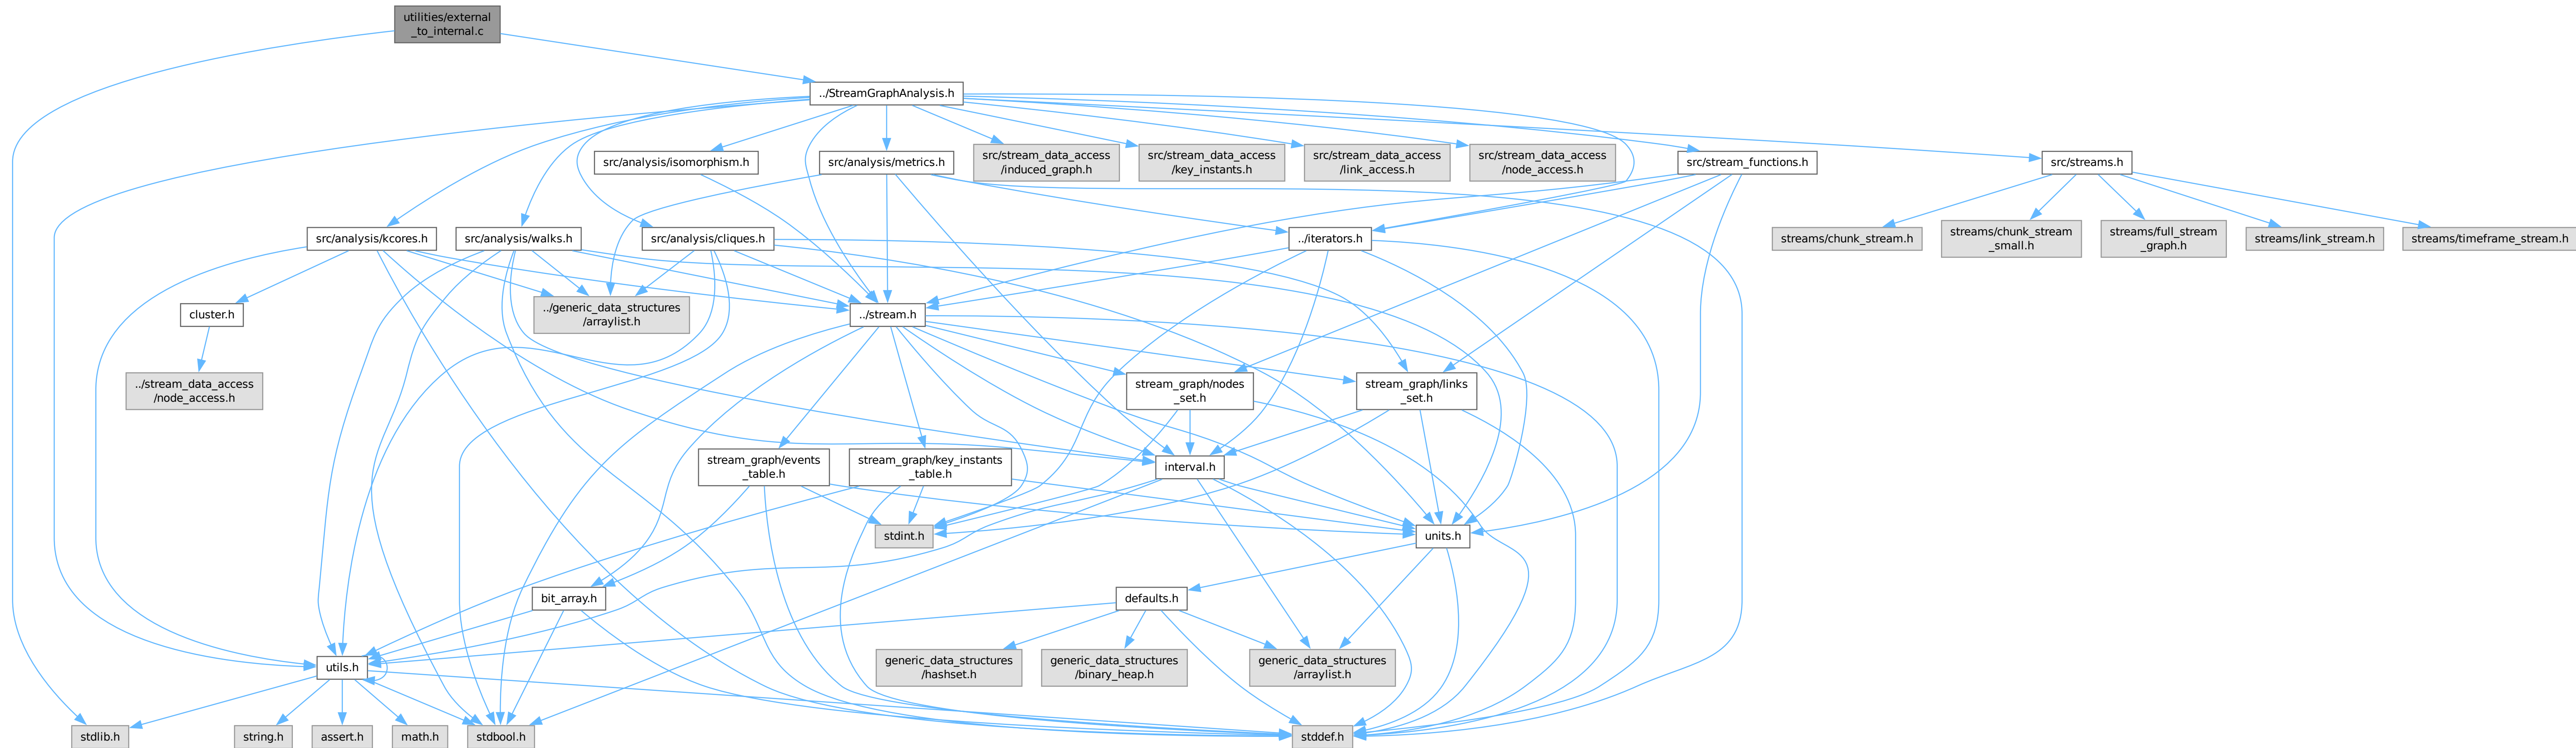 utilities/external
_to_internal.c
../StreamGraphAnalysis.h
src/analysis/isomorphism.h
src/analysis/metrics.h
src/stream_data_access
/induced_graph.h
src/stream_data_access
/key_instants.h
src/stream_data_access
/link_access.h
src/stream_data_access
/node_access.h
src/stream_functions.h
src/streams.h
src/analysis/kcores.h
src/analysis/walks.h
src/analysis/cliques.h
../iterators.h
streams/chunk_stream.h
streams/chunk_stream
_small.h
streams/full_stream
_graph.h
streams/link_stream.h
streams/timeframe_stream.h
cluster.h
../generic_data_structures
/arraylist.h
../stream.h
../stream_data_access
/node_access.h
stream_graph/nodes
_set.h
stream_graph/links
_set.h
stream_graph/events
_table.h
stream_graph/key_instants
_table.h
interval.h
stdint.h
units.h
bit_array.h
defaults.h
utils.h
generic_data_structures
/hashset.h
generic_data_structures
/binary_heap.h
generic_data_structures
/arraylist.h
stdlib.h
string.h
assert.h
math.h
stdbool.h
stddef.h